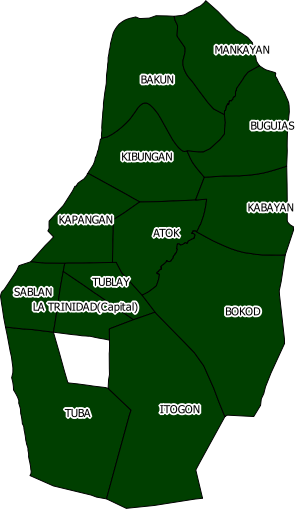 MANKAYAN
BAKUN
BUGUIAS
KIBUNGAN
KABAYAN
KAPANGAN
ATOK
TUBLAY
SABLAN
LA TRINIDAD(Capital)
BOKOD
TUBA
ITOGON